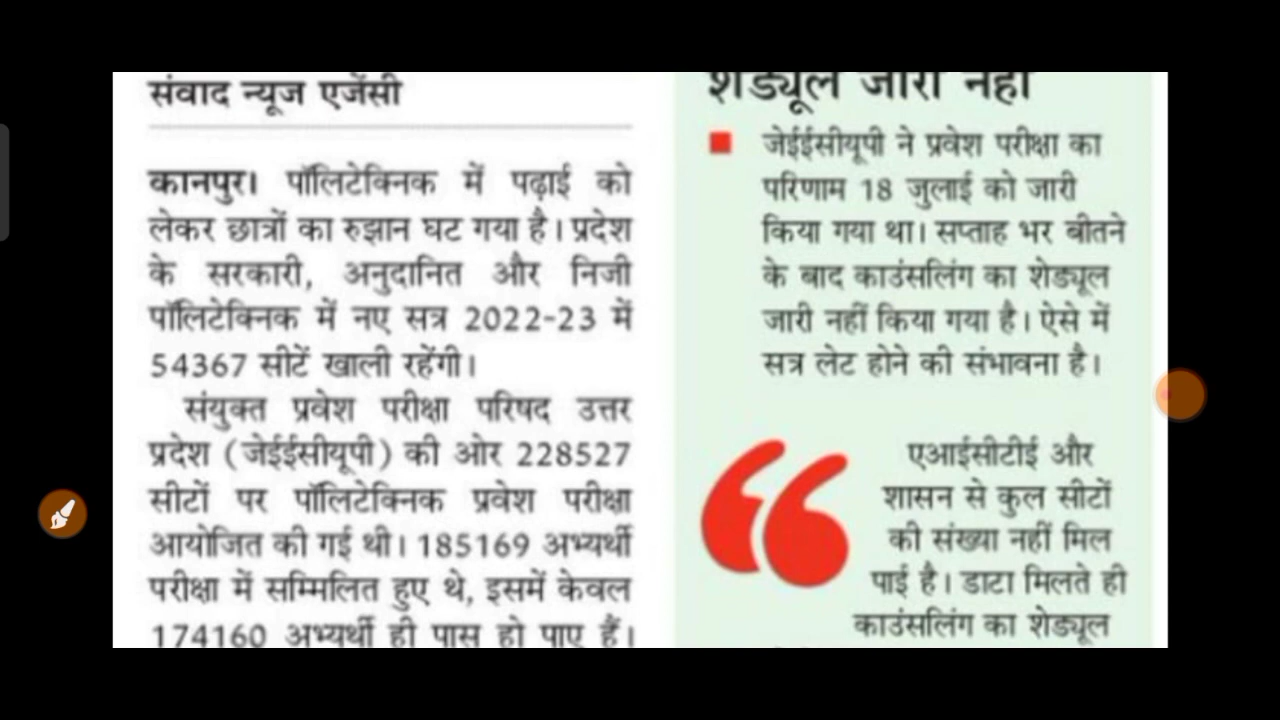 संवाद न्यूज एजेंसी
कानपुर। पॉलिटेक्निक में पढ़ाई को
लेकर छात्रों का रुझान घट गया है। प्रदेश
के सरकारी, अनुदानित और निजी
पॉलिटेक्निक में नए सत्र 2022-23 में
54367 सीटें खाली रहेंगी।
संयुक्त प्रवेश परीक्षा परिषद उत्तर
प्रदेश (जेईईसीयूपी) की ओर 228527
सीटों पर पॉलिटेक्निक प्रवेश परीक्षा
आयोजित की गई थी। 185169 अभ्यर्थी
परीक्षा में सम्मिलित हुए थे, इसमें केवल
174160 अभ्यर्थी ही पास हो पाए हैं।
शेड्यूल जारी नहीं
जेईईसीयूपी ने प्रवेश परीक्षा का
परिणाम 18 जुलाई को जारी
किया गया था। सप्ताह भर बीतने
के बाद काउंसलिंग का शेड्यूल
जारी नहीं किया गया है। ऐसे में
सत्र लेट होने की संभावना है।
एआईसीटीई और
शासन से कुल सीटों
की संख्या नहीं मिल
पाई है। डाटा मिलते ही
काउंसलिंग का शेड्यूल